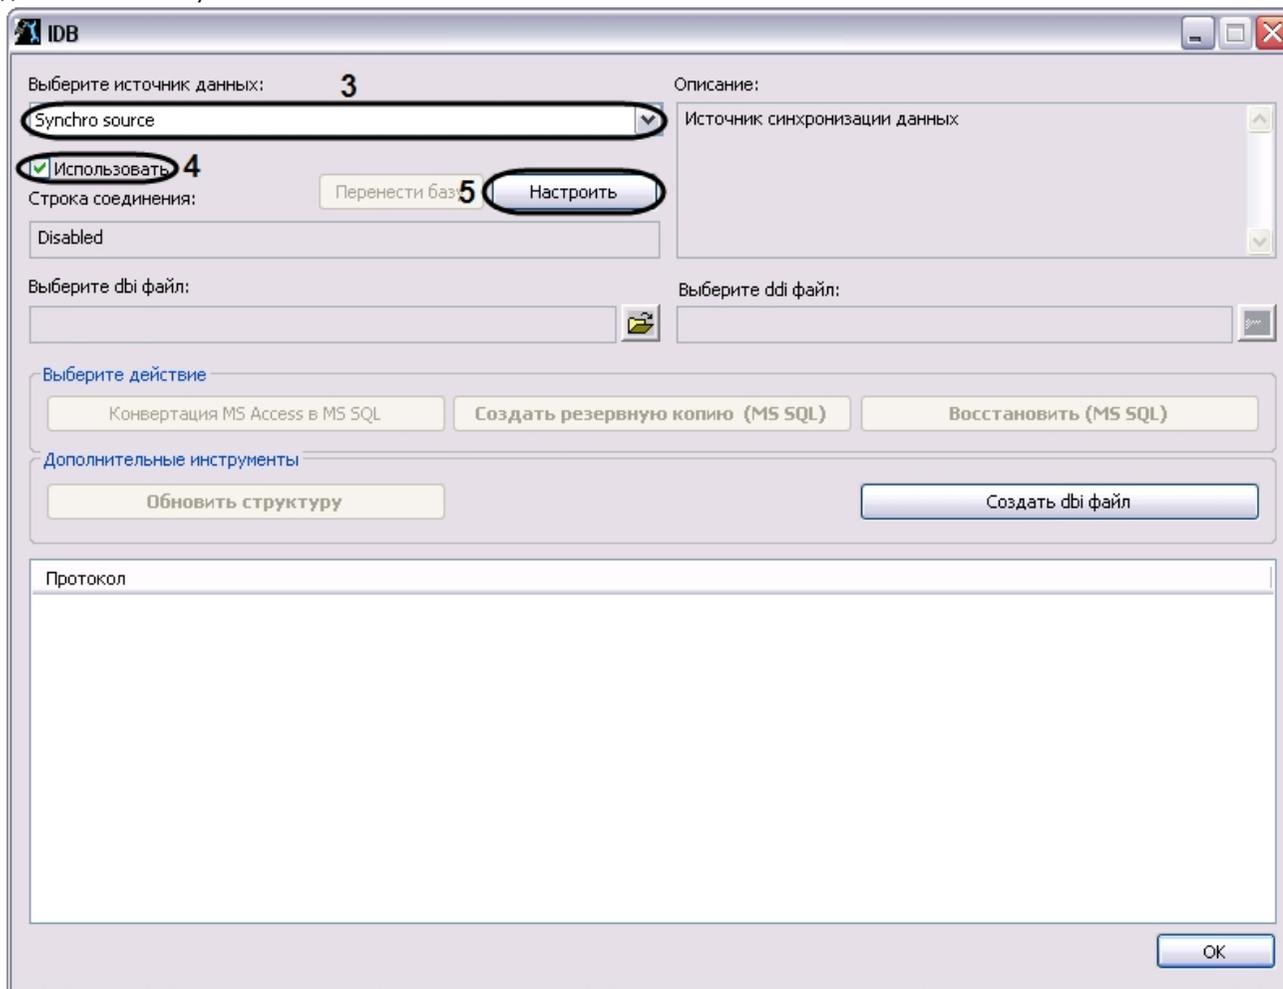 IDB
Выберите источник данных: 3
Описание:
Synchro source
Источник синхронизации данных
Использовать 4
Перенести базу 5 Настроить
Строка соединения:
Disabled
Выберите dbi файл:
Выберите ddi файл:
Выберите действие
Конвертация MS Access в MS SQL
Создать резервную копию (MS SQL)
Восстановить (MS SQL)
Дополнительные инструменты
Обновить структуру
Создать dbi файл
Протокол
OK